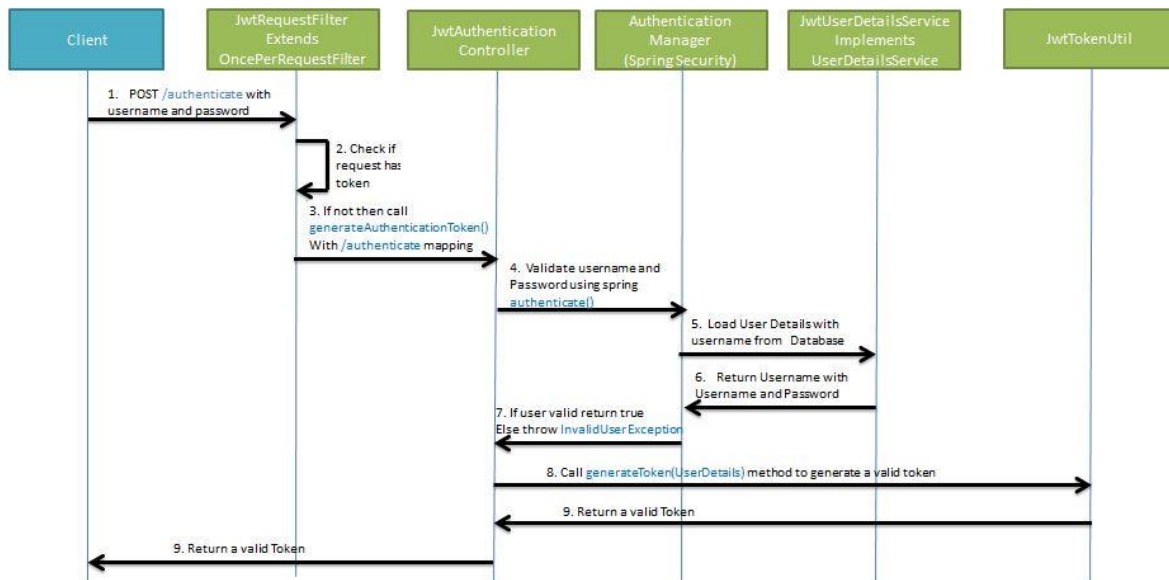 Client
JwtRequestFilter
Extends
OncePerRequestFilter
JwtAuthentication
Controller
Authentication
Manager
(Spring Security)
JwtUserDetailsService
Implements
UserDetailsService
JwtTokenUtil
1. POST /authenticate with
username and password
2. Check if
request has
token
3. If not then call
generateAuthenticationToken()
With /authenticate mapping
4. Validate username and
Password using spring
authenticate()
5. Load User Details with
username from Database
6. Return Username with
Username and Password
7. If user valid return true
Else throw InvalidUserException
8. Call generateToken(UserDetails) method to generate a valid token
9. Return a valid Token
9. Return a valid Token